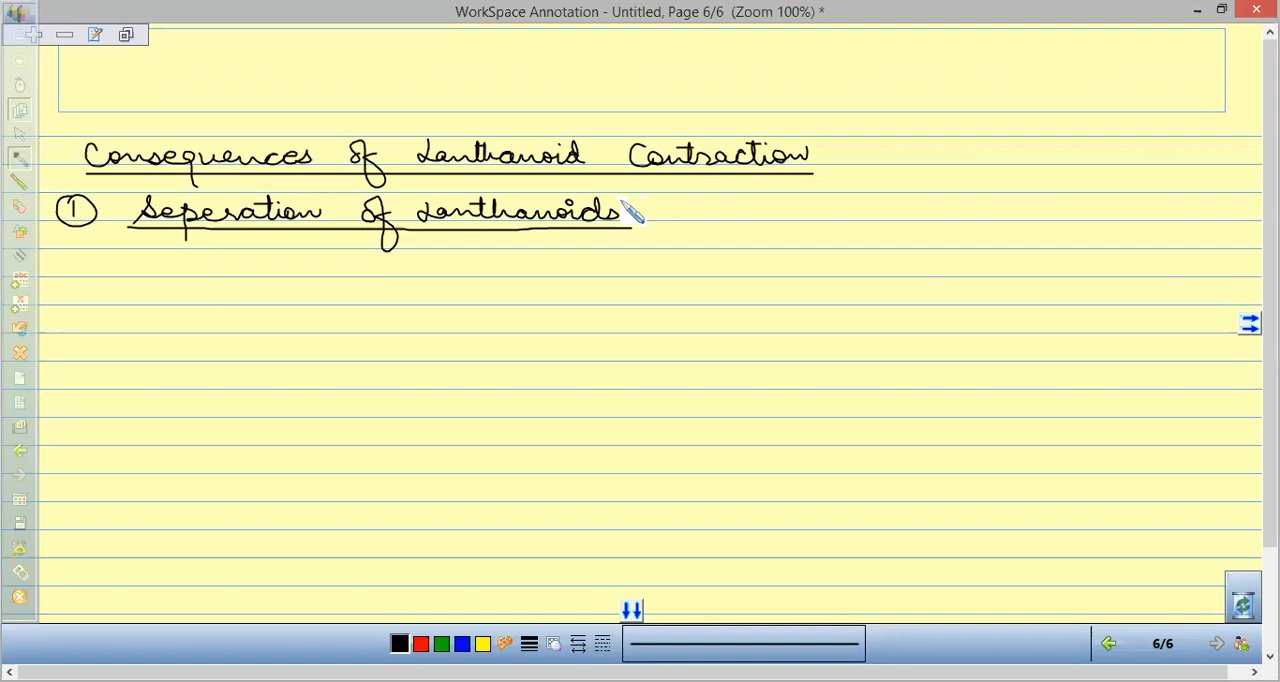 WorkSpace Annotation - Untitled, Page 6/6 (Zoom 100%) *
Consequences of Lanthanoid Contraction
① Seperation of Lanthanoids
6/6